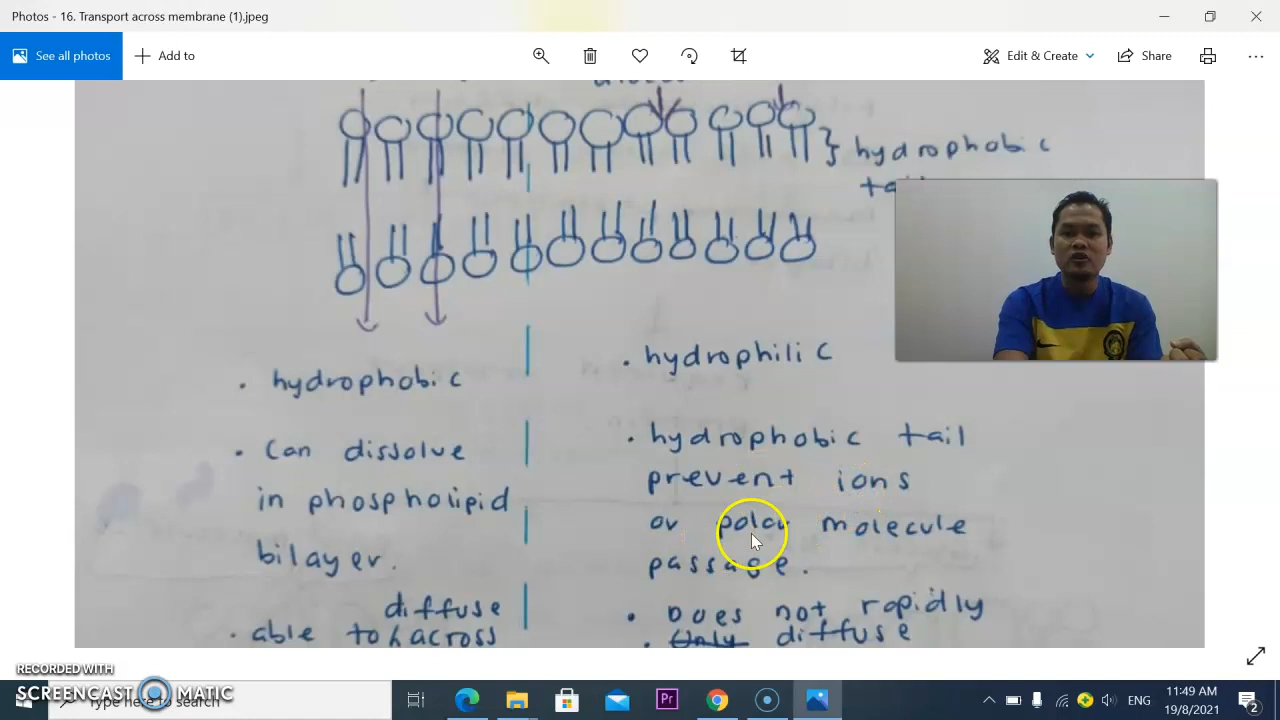 Photos - 16. Transport across membrane (1).jpeg
See all photos
Add to
Edit & Create
Share
hydrophobic
hydrophobic
hydrophilic
Can dissolve
in phospholipid
bilayer.
hydrophobic tail
prevent ions
or polar molecule
passage.
diffuse
able to across
Does not rapidly
Only diffuse
RECORDED WITH
SCREENCAST MATIC
Type here to search
Pr
ENG
11:49 AM
19/8/2021
2